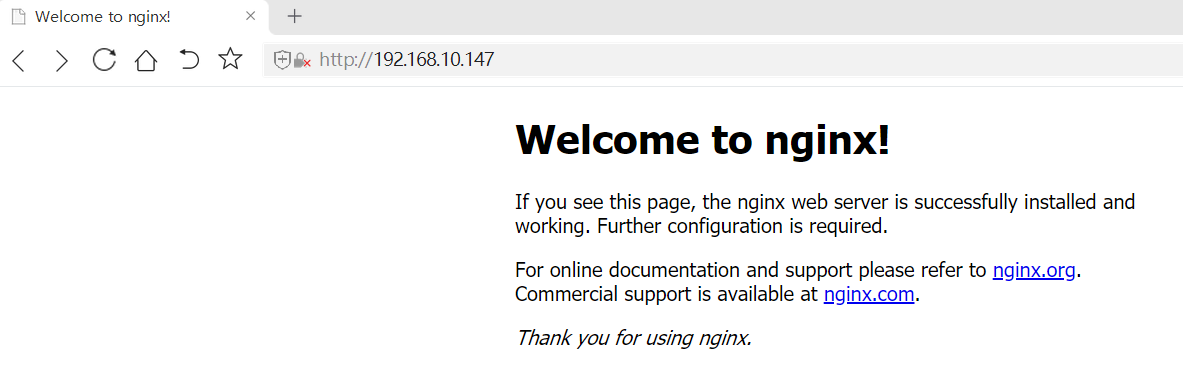 Welcome to nginx!
http://192.168.10.147
Welcome to nginx!
If you see this page, the nginx web server is successfully installed and
working. Further configuration is required.
For online documentation and support please refer to nginx.org.
Commercial support is available at nginx.com.
Thank you for using nginx.